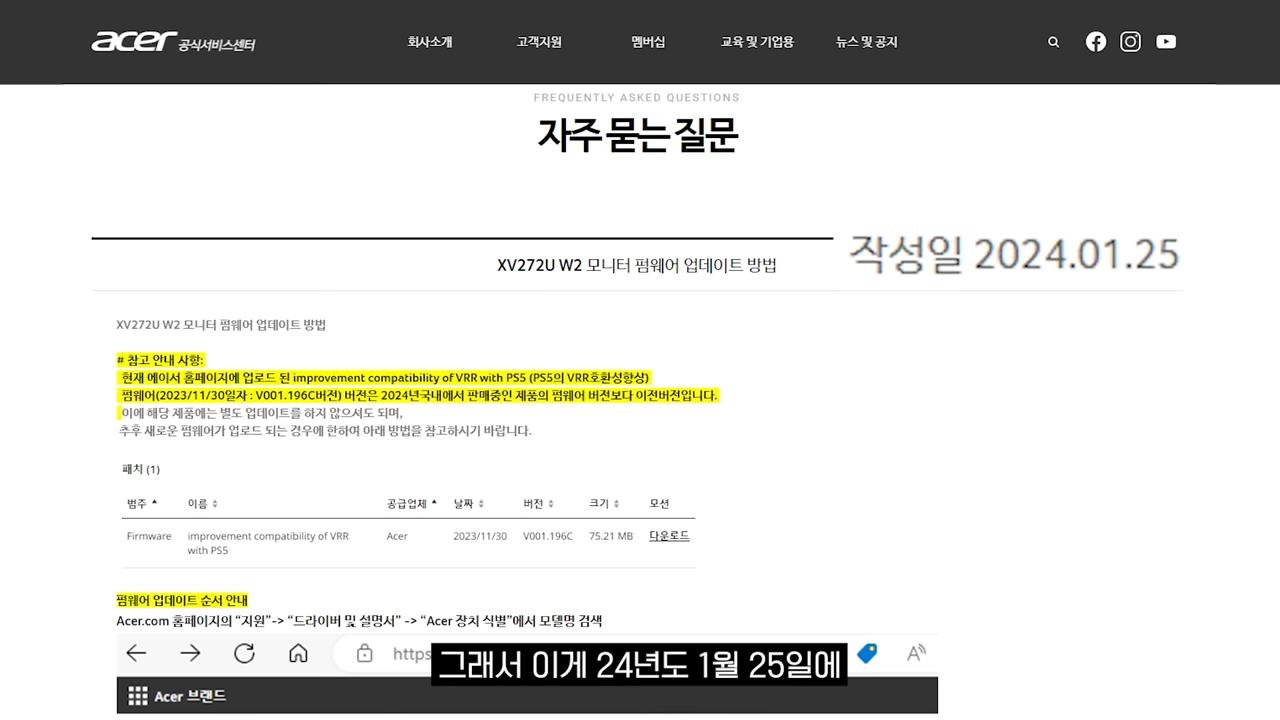 acer 공식서비스센터
회사소개 고객지원 멤버십 교육 및 기업용 뉴스 및 공지
FREQUENTLY ASKED QUESTIONS
자주 묻는 질문
작성일 2024.01.25
XV272U W2 모니터 펌웨어 업데이트 방법
XV272U W2 모니터 펌웨어 업데이트 방법
# 참고 안내 사항:
현재 에이서 홈페이지에 업로드 된 improvement compatibility of VRR with PS5 (PS5의 VRR호환성향상)
펌웨어(2023/11/30일자 : V001.196C버전) 버전은 2024년국내에서 판매중인 제품의 펌웨어 버전보다 이전버전입니다.
이에 해당 제품에는 별도 업데이트를 하지 않으셔도 되며,
추후 새로운 펌웨어가 업로드 되는 경우에 한하여 아래 방법을 참고하시기 바랍니다.
패치 (1)
범주 이름 공급업체 날짜 버전 크기 모션
Firmware improvement compatibility of VRR Acer 2023/11/30 V001.196C 75.21 MB 다운로드
with PS5
펌웨어 업데이트 순서 안내
Acer.com 홈페이지의 “지원”-> “드라이버 및 설명서” -> “Acer 장치 식별”에서 모델명 검색
https
그래서 이게 24년도 1월 25일에
Acer 브랜드